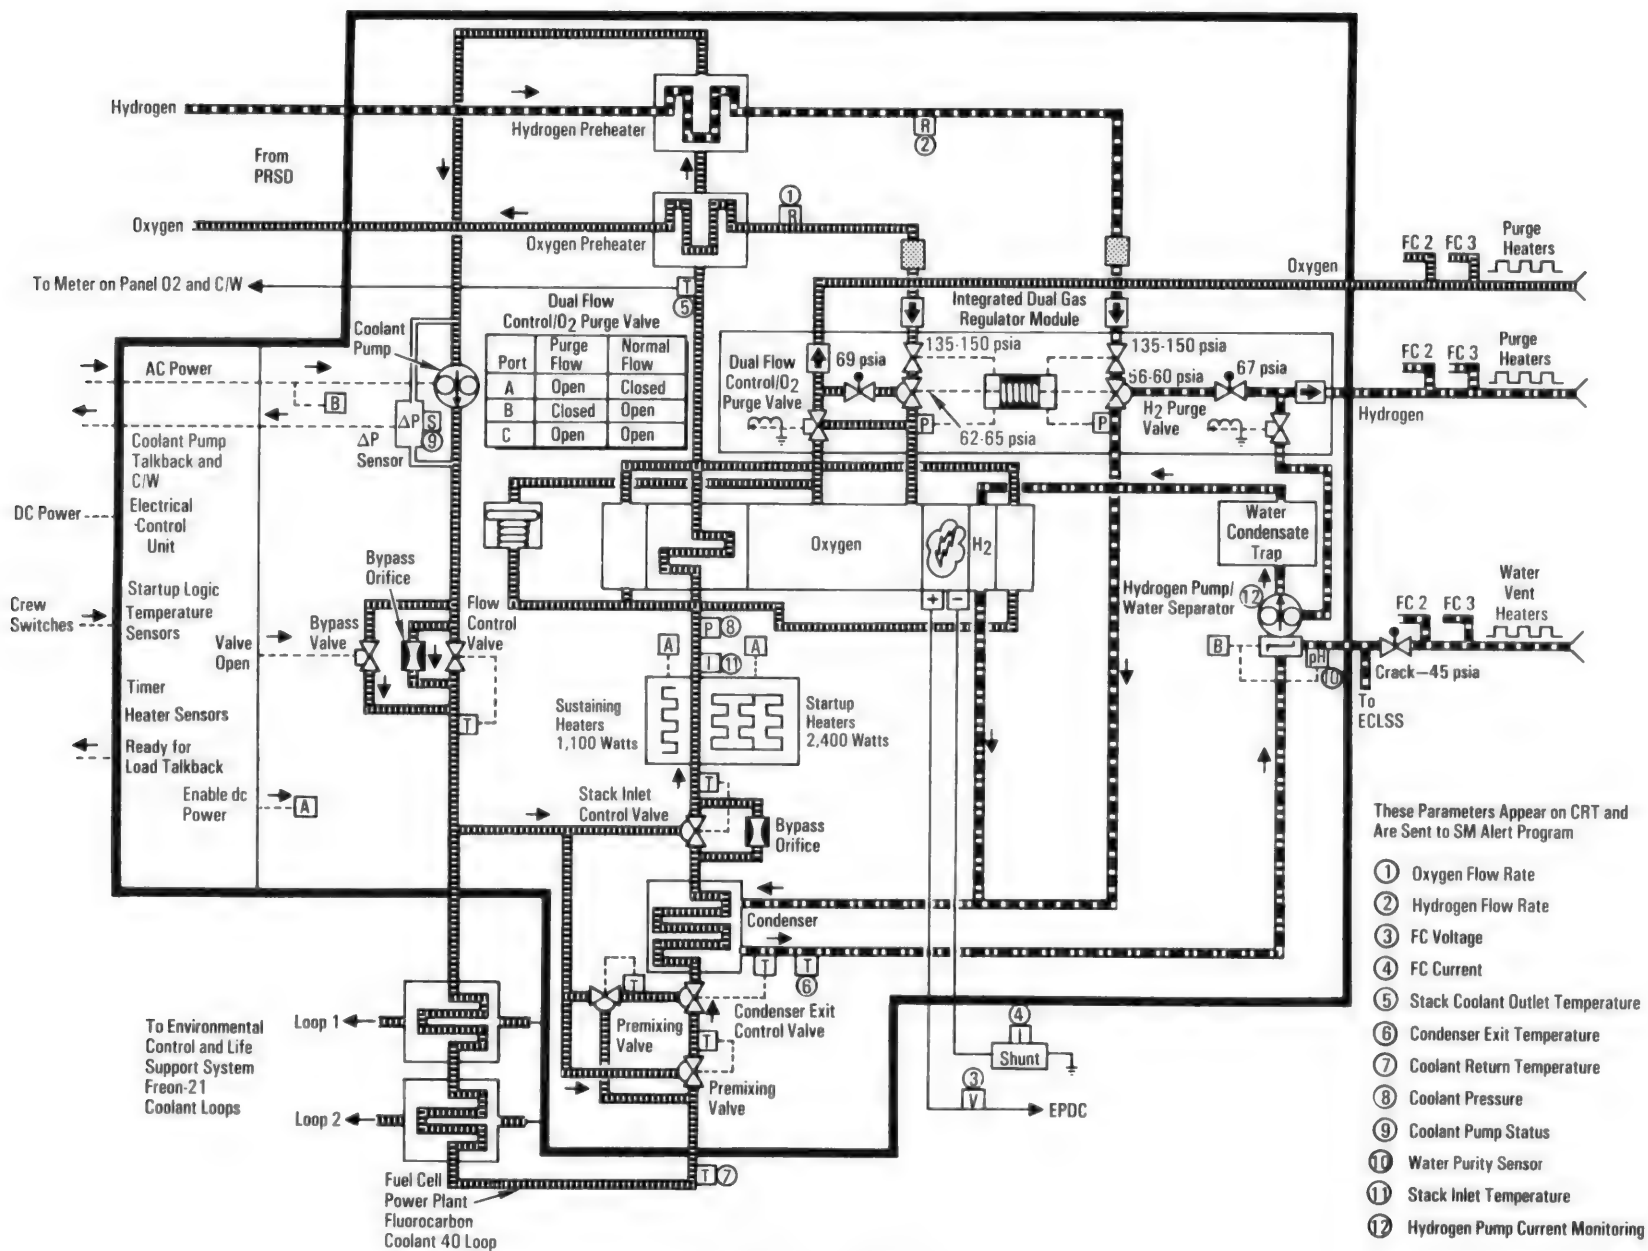 Hydrogen
Hydrogen Preheater
R
2
From
PRSD
Oxygen
Oxygen Preheater
1
R
To Meter on Panel O2 and C/W
T
5
Oxygen
FC 2
FC 3
Purge
Heaters
Dual Flow
Control/O2 Purge Valve
Port
Purge
Flow
Normal
Flow
A
Open
Closed
B
Closed
Open
C
Open
Open
Integrated Dual Gas
Regulator Module
Coolant
Pump
AC Power
B
Dual Flow
Control/O2
Purge Valve
69 psia
135-150 psia
135-150 psia
56-60 psia
67 psia
H2 Purge
Valve
P
P
62-65 psia
FC 2
FC 3
Purge
Heaters
Hydrogen
ΔP
S
9
ΔP
Sensor
Coolant Pump
Talkback and
C/W
DC Power
Electrical
Control
Unit
Oxygen
H2
+
−
Water
Condensate
Trap
Bypass
Orifice
Startup Logic
Crew
Switches
Temperature
Sensors
Valve
Open
Bypass
Valve
Flow
Control
Valve
P
8
A
I
11
A
Hydrogen Pump/
Water Separator
12
B
pH
10
FC 2
FC 3
Water
Vent
Heaters
Crack—45 psia
To
ECLSS
Timer
Heater Sensors
T
Sustaining
Heaters
1,100 Watts
Startup
Heaters
2,400 Watts
Ready for
Load Talkback
Enable dc
Power
A
Stack Inlet
Control Valve
T
Bypass
Orifice
Condenser
T
T
6
T
Premixing
Valve
Condenser Exit
Control Valve
T
Premixing
Valve
To Environmental
Control and Life
Support System
Freon-21
Coolant Loops
Loop 1
Loop 2
4
I
Shunt
3
V
EPDC
T
7
Fuel Cell
Power Plant
Fluorocarbon
Coolant 40 Loop
These Parameters Appear on CRT and
Are Sent to SM Alert Program
1 Oxygen Flow Rate
2 Hydrogen Flow Rate
3 FC Voltage
4 FC Current
5 Stack Coolant Outlet Temperature
6 Condenser Exit Temperature
7 Coolant Return Temperature
8 Coolant Pressure
9 Coolant Pump Status
10 Water Purity Sensor
11 Stack Inlet Temperature
12 Hydrogen Pump Current Monitoring